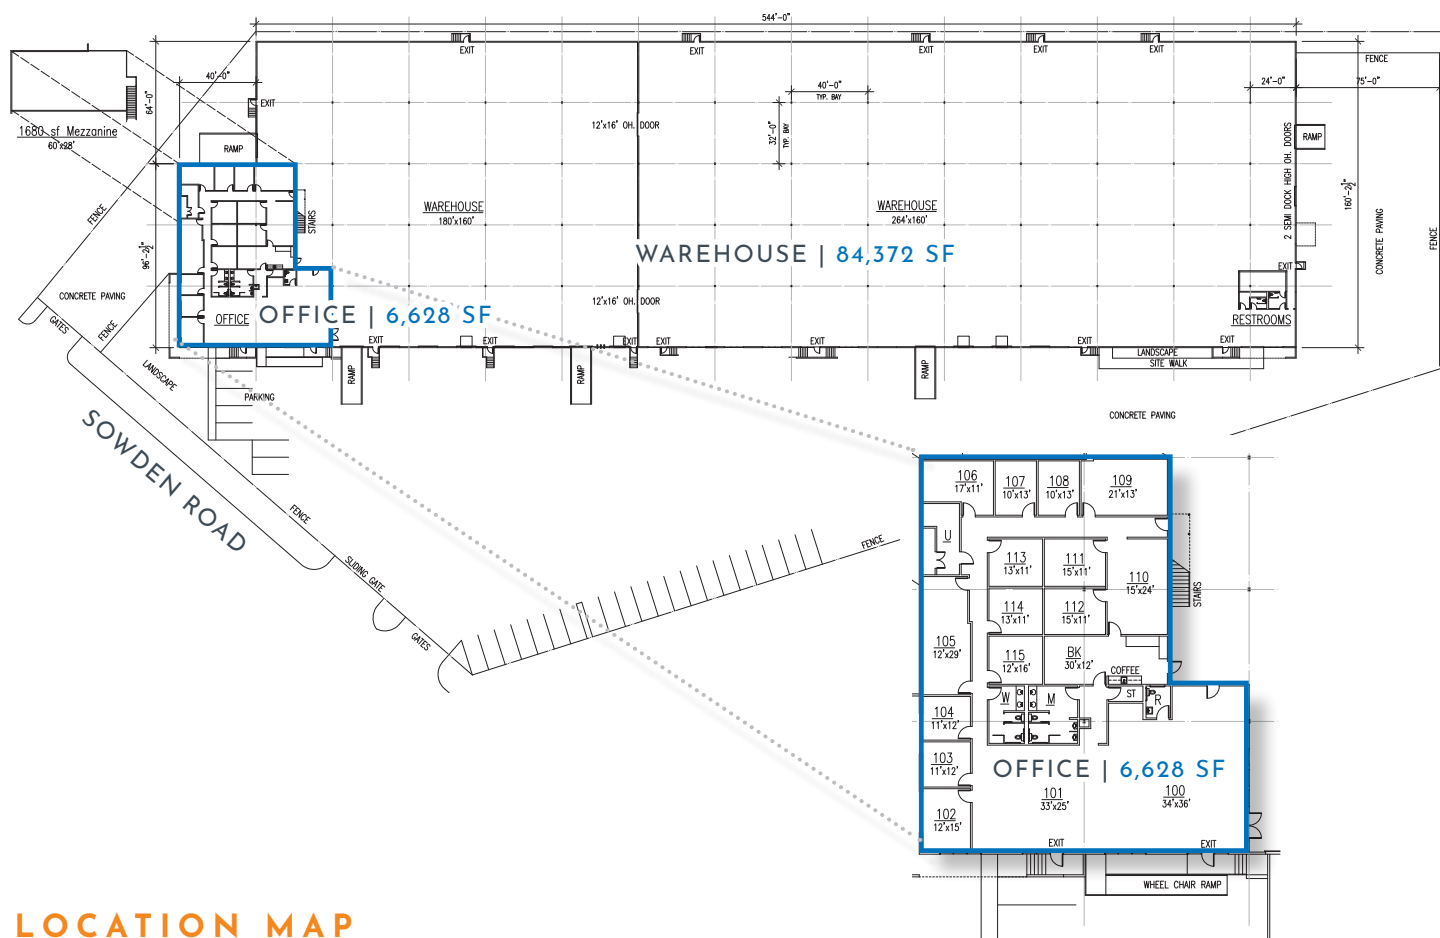 544'-0"
EXIT
EXIT
EXIT
EXIT
EXIT
FENCE
40'-0"
24'-0"
75'-0"
40'-0"
TYP. BAY
64'-0"
EXIT
1680 sf Mezzanine
60'x28'
RAMP
12'x16' OH. DOOR
32'-0"
TYP. BAY
2 SEMI DOCK HIGH OH. DOORS
RAMP
160'-2½"
FENCE
STAIRS
WAREHOUSE
180'x160'
WAREHOUSE
264'x160'
CONCRETE PAVING
FENCE
96'-2½"
WAREHOUSE | 84,372 SF
EXIT
CONCRETE PAVING
12'x16' OH. DOOR
OFFICE
OFFICE | 6,628 SF
RESTROOMS
GATES
FENCE
EXIT
EXIT
EXIT
EXIT
EXIT
EXIT
EXIT
LANDSCAPE
SITE WALK
LANDSCAPE
RAMP
RAMP
RAMP
PARKING
CONCRETE PAVING
SOWDEN ROAD
FENCE
SLIDING GATE
GATES
FENCE
106
17'x11'
107
10'x13'
108
10'x13'
109
21'x13'
U
113
13'x11'
111
15'x11'
110
15'x24'
STAIRS
114
13'x11'
112
15'x11'
105
12'x29'
115
12'x16'
BK
30'x12'
COFFEE
W
M
ST
R
104
11'x12'
103
11'x12'
OFFICE | 6,628 SF
101
33'x25'
100
34'x36'
102
12'x15'
EXIT
EXIT
WHEEL CHAIR RAMP
LOCATION MAP